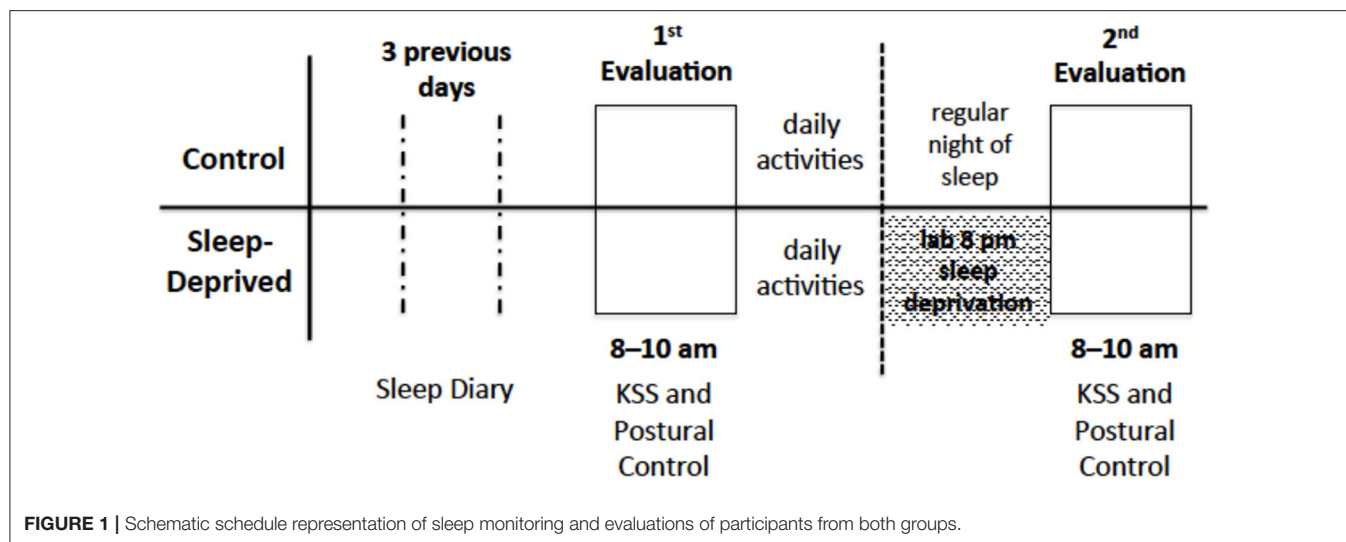 3 previous
days
1st
Evaluation
2nd
Evaluation
Control
daily
activities
regular
night of
sleep
Sleep-
Deprived
daily
activities
lab 8 pm
sleep
deprivation
8–10 am
8–10 am
Sleep Diary
KSS and
Postural
Control
KSS and
Postural
Control
FIGURE 1 | Schematic schedule representation of sleep monitoring and evaluations of participants from both groups.